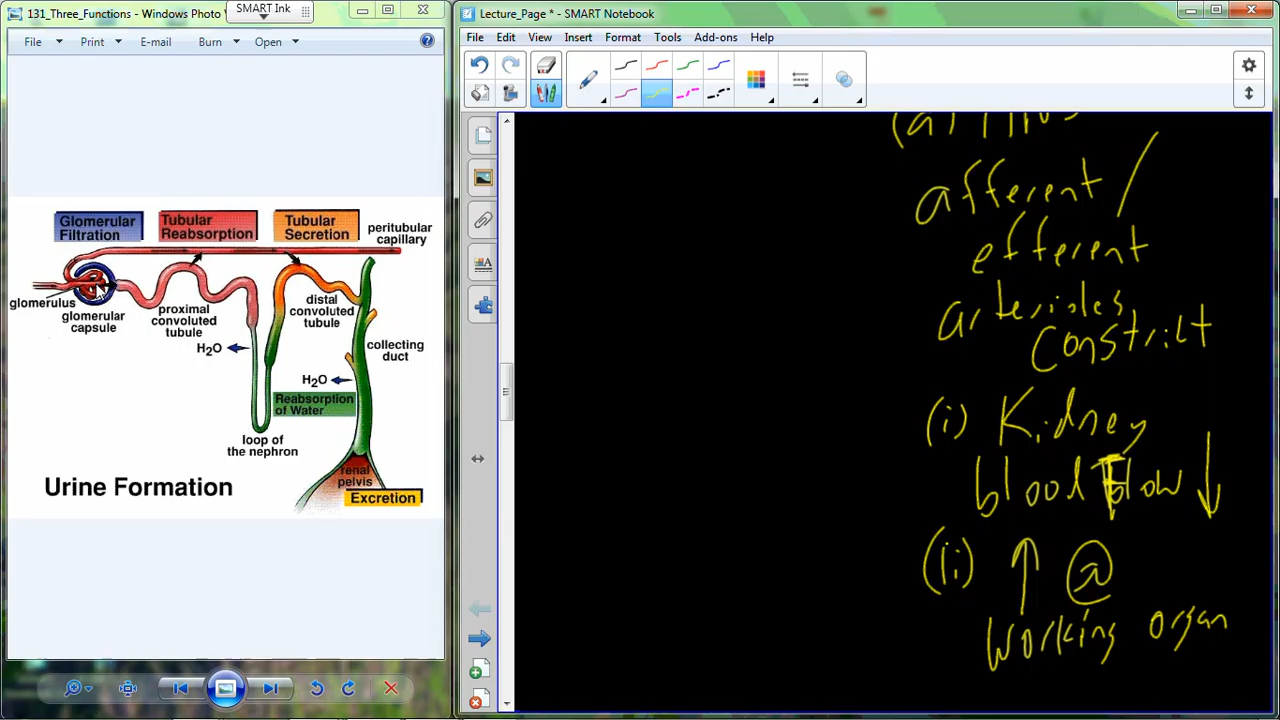 131_Three_Functions - Windows Photo
SMART Ink
File Print E-mail Burn Open
Glomerular
Filtration
Tubular
Reabsorption
Tubular
Secretion
peritubular
capillary
glomerulus
glomerular
capsule
proximal
convoluted
tubule
distal
convoluted
tubule
H2O
collecting
duct
H2O
Reabsorption
of Water
loop of
the nephron
renal
pelvis
Excretion
Urine Formation
Lecture_Page * - SMART Notebook
File Edit View Insert Format Tools Add-ons Help
afferent /
efferent
arterioles
Constrict
(i) Kidney
blood Flow ↓
(ii) ↑ @
working organ